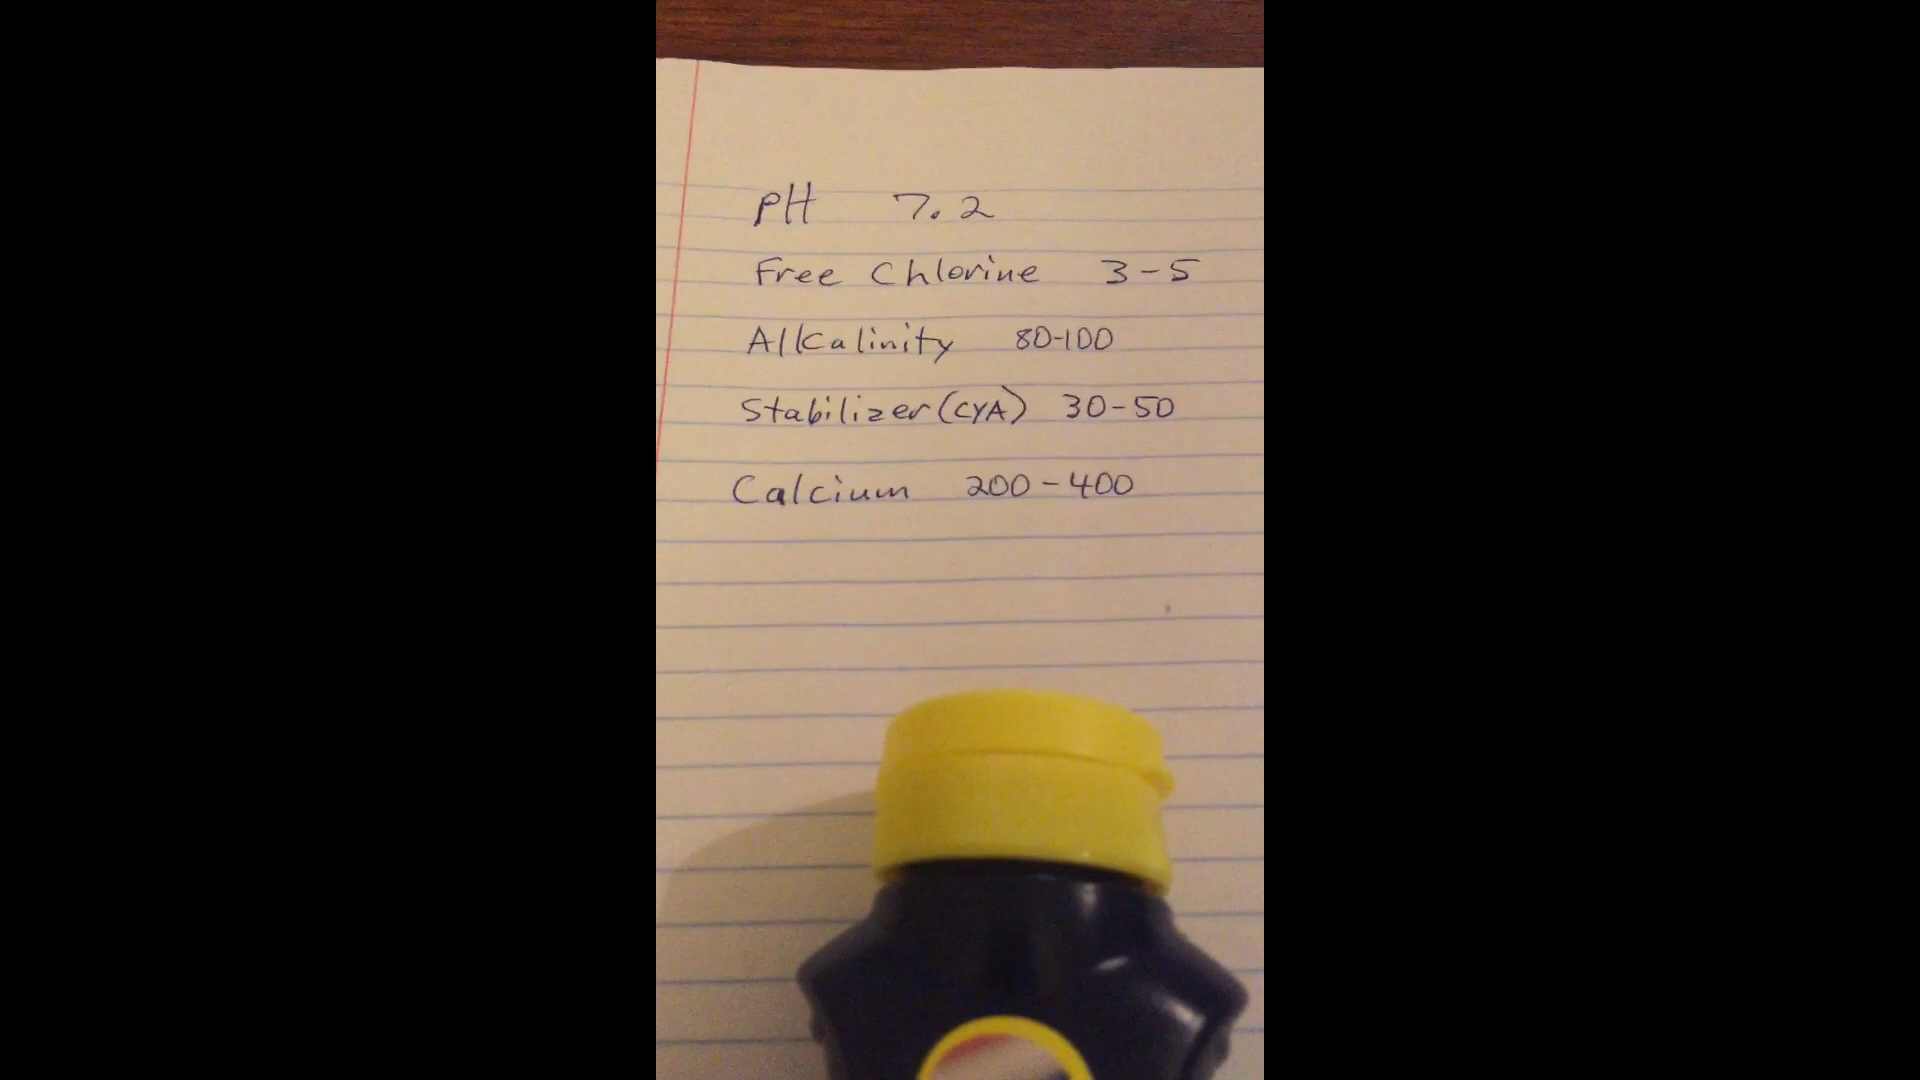 pH 7.2
Free Chlorine 3-5
Alkalinity 80-100
Stabilizer (CYA) 30-50
Calcium 200-400